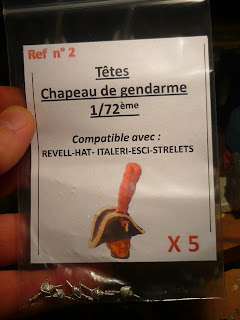 Ref n° 2
Têtes
Chapeau de gendarme
1/72ème
Compatible avec :
REVELL-HAT- ITALERI-ESCI-STRELETS
X 5